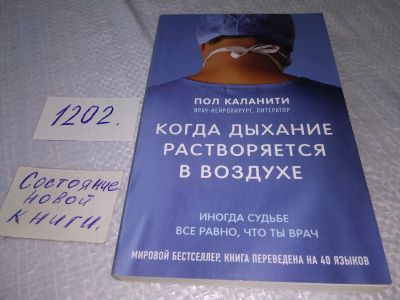 1202.
Состояние
новой
книги.
ПОЛ КАЛАНИТИ
ВРАЧ-НЕЙРОХИРУРГ, ЛИТЕРАТОР
КОГДА ДЫХАНИЕ
РАСТВОРЯЕТСЯ
В ВОЗДУХЕ
ИНОГДА СУДЬБЕ
ВСЕ РАВНО, ЧТО ТЫ ВРАЧ
МИРОВОЙ БЕСТСЕЛЛЕР, КНИГА ПЕРЕВЕДЕНА НА 40 ЯЗЫКОВ